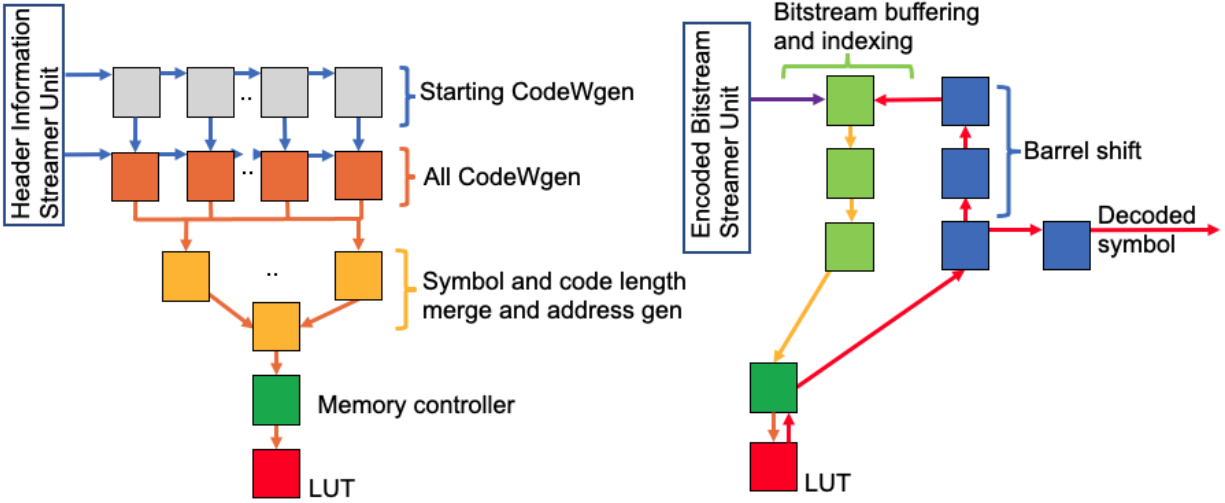 Header Information
Streamer Unit
..
Starting CodeWgen
..
All CodeWgen
..
Symbol and code length
merge and address gen
Memory controller
LUT
Bitstream buffering
and indexing
Encoded Bitstream
Streamer Unit
Barrel shift
Decoded
symbol
LUT